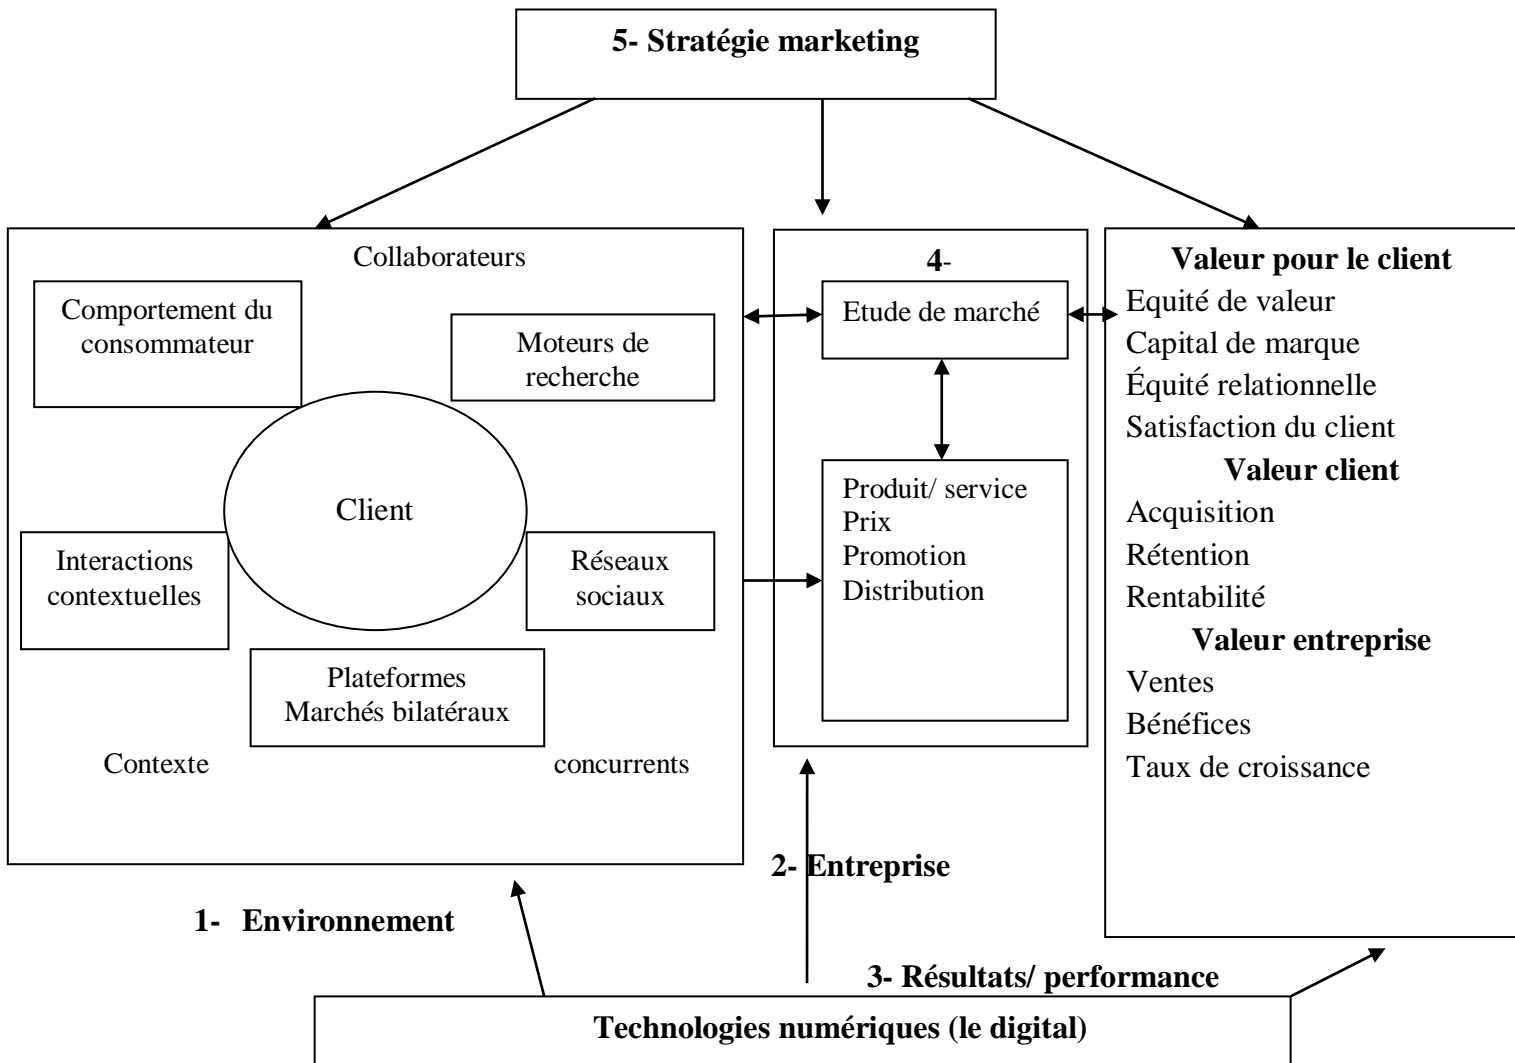 5- Stratégie marketing
Collaborateurs
Comportement du
consommateur
Moteurs de
recherche
Client
Interactions
contextuelles
Réseaux
sociaux
Plateformes
Marchés bilatéraux
Contexte
concurrents
4-
Etude de marché
Produit/ service
Prix
Promotion
Distribution
Valeur pour le client
Equité de valeur
Capital de marque
Équité relationnelle
Satisfaction du client
Valeur client
Acquisition
Rétention
Rentabilité
Valeur entreprise
Ventes
Bénéfices
Taux de croissance
2- Entreprise
1- Environnement
3- Résultats/ performance
Technologies numériques (le digital)